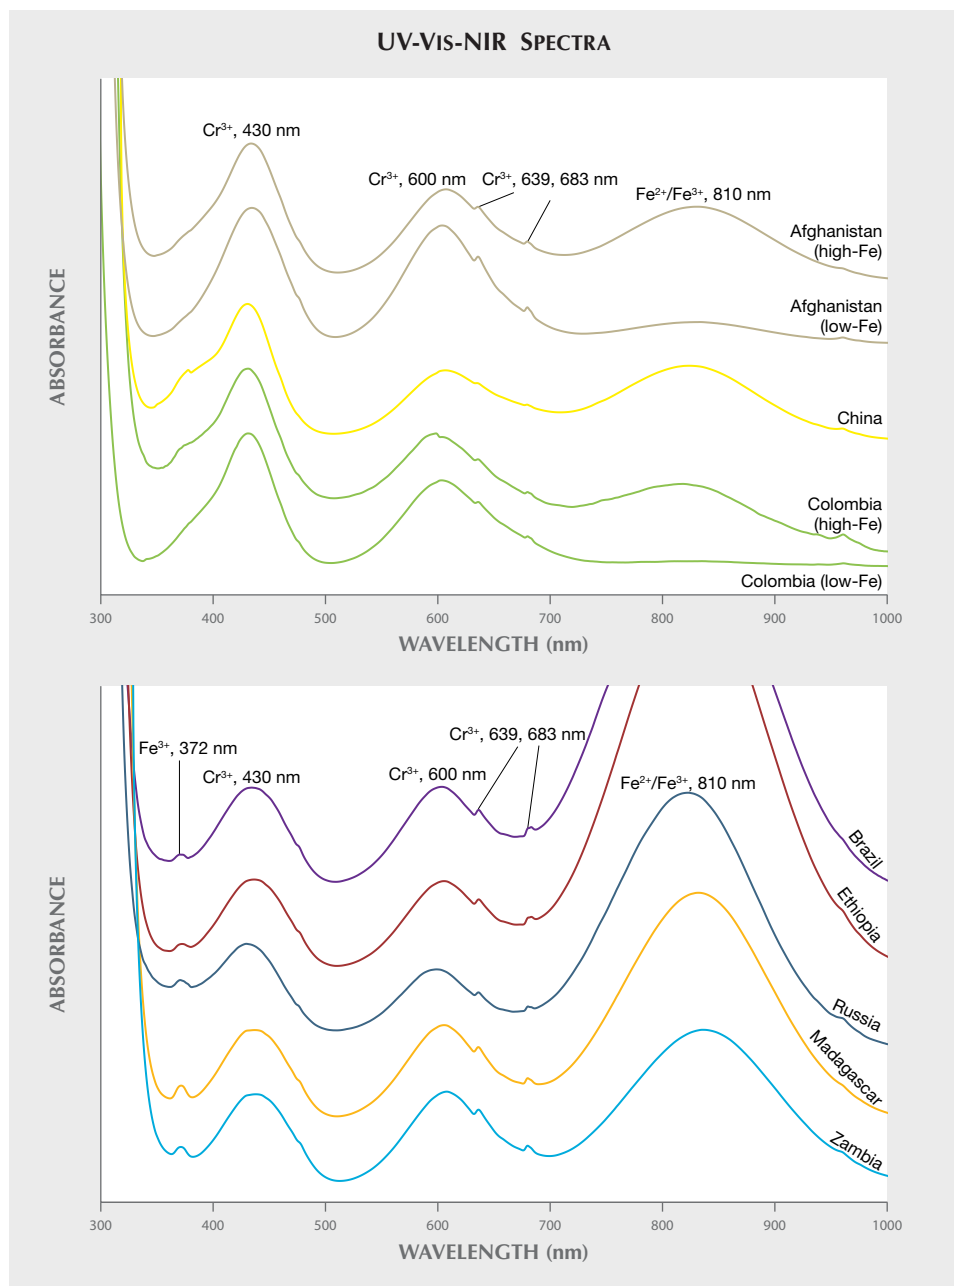 UV-VIS-NIR SPECTRA
Cr³⁺, 430 nm
Cr³⁺, 600 nm
Cr³⁺, 639, 683 nm
Fe²⁺/Fe³⁺, 810 nm
Afghanistan
(high-Fe)
Afghanistan
(low-Fe)
China
Colombia
(high-Fe)
Colombia (low-Fe)
ABSORBANCE
300
400
500
600
700
800
900
1000
WAVELENGTH (nm)
Fe³⁺, 372 nm
Cr³⁺, 430 nm
Cr³⁺, 600 nm
Cr³⁺, 639, 683 nm
Fe²⁺/Fe³⁺, 810 nm
Brazil
Ethiopia
Russia
Madagascar
Zambia
ABSORBANCE
300
400
500
600
700
800
900
1000
WAVELENGTH (nm)